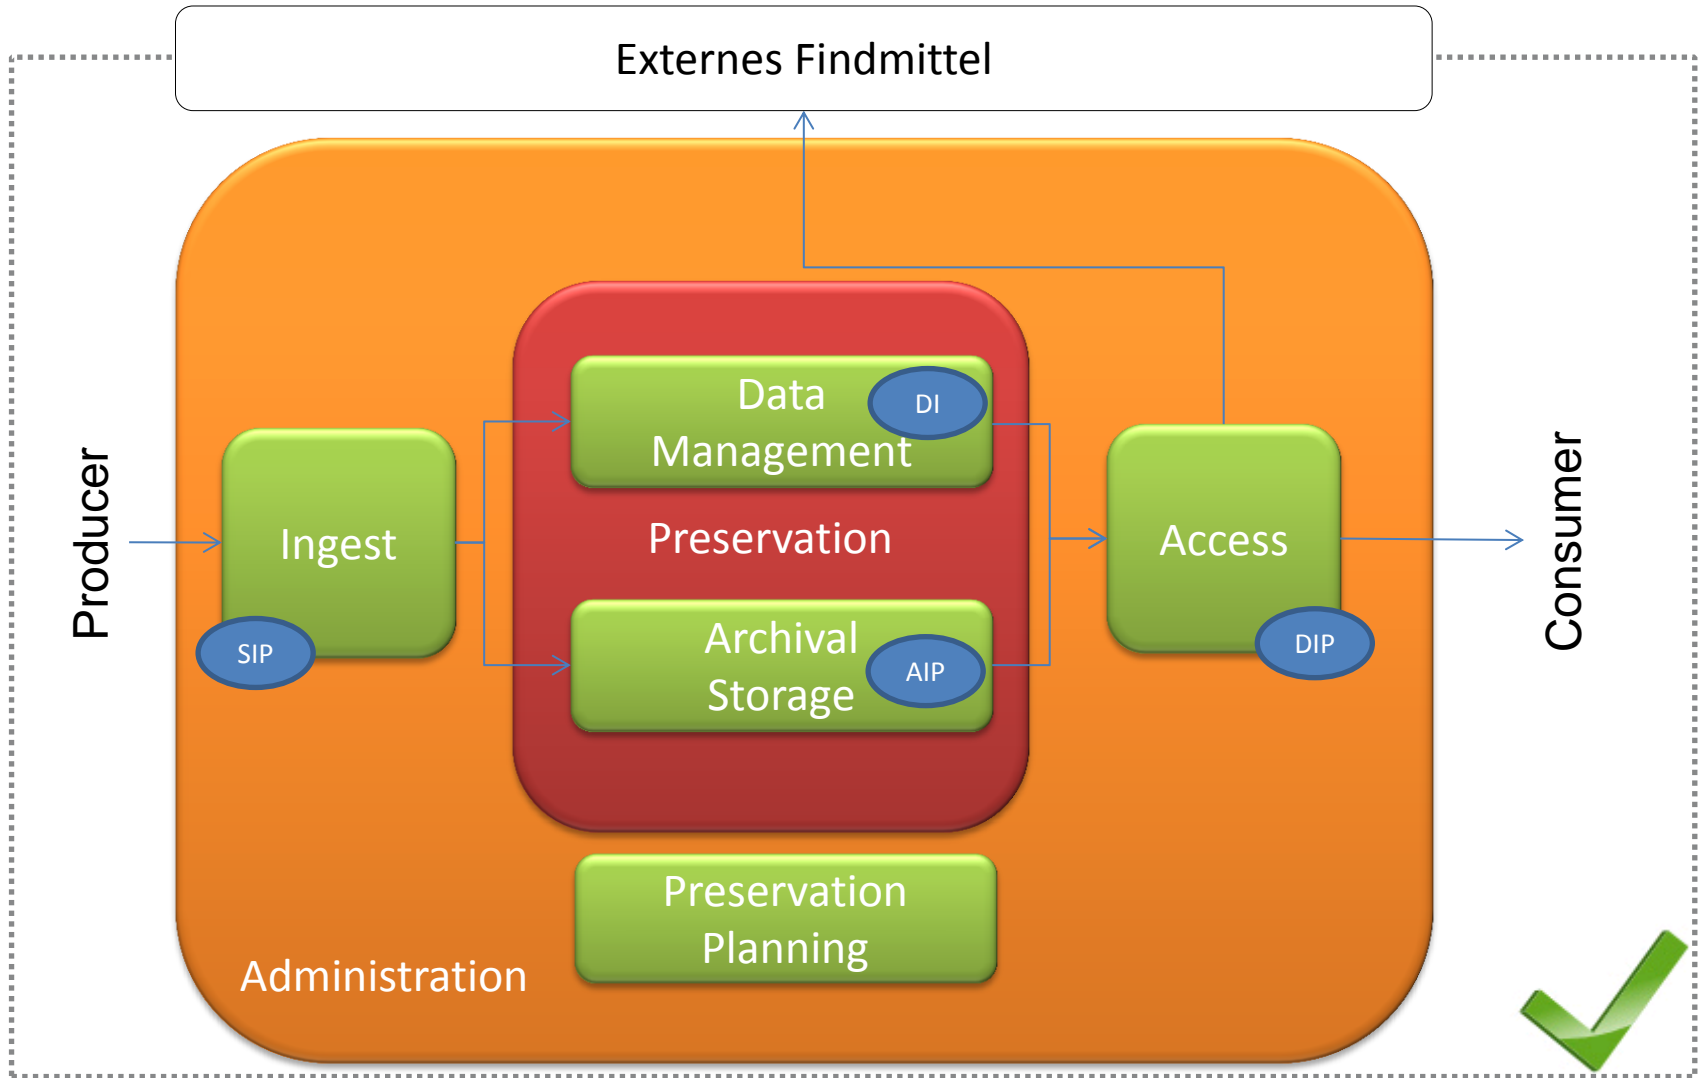 Externes Findmittel
Producer
Ingest
SIP
Data
Management
DI
Preservation
Archival
Storage
AIP
Access
DIP
Consumer
Preservation
Planning
Administration